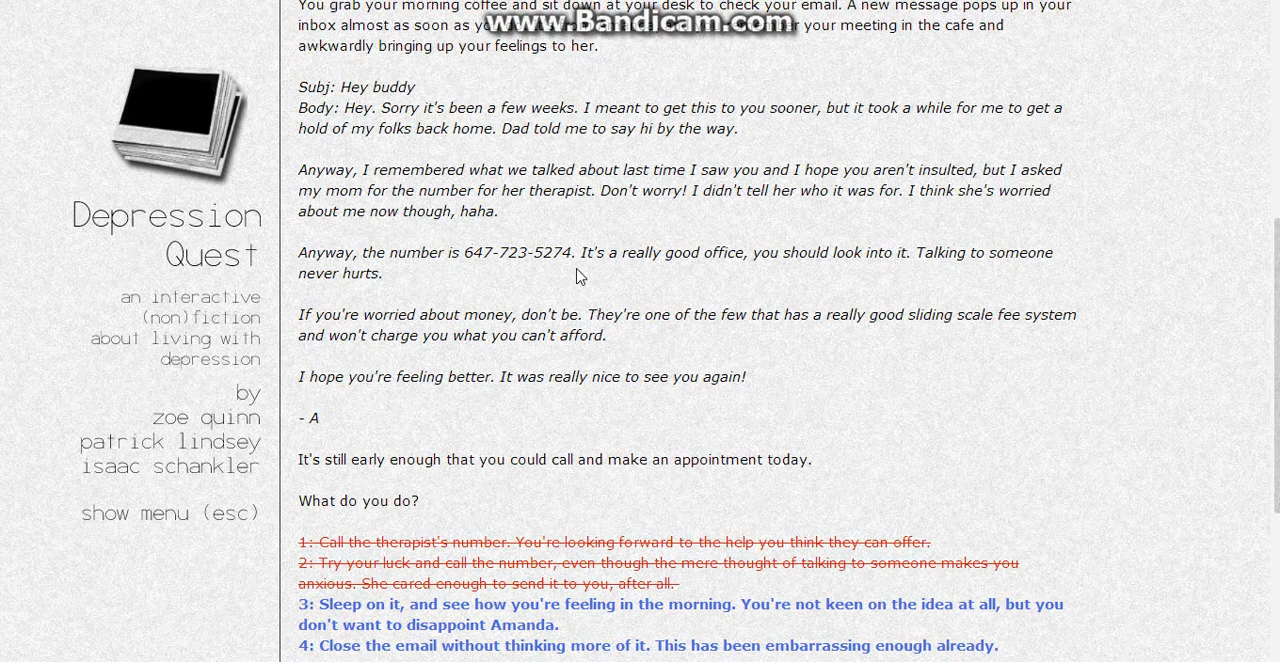 You grab your morning coffee and sit down at your desk to check your email. A new message pops up in your
www.Bandicam.com
inbox almost as soon as your meeting in the cafe and
awkwardly bringing up your feelings to her.
Subj: Hey buddy
Body: Hey. Sorry it's been a few weeks. I meant to get this to you sooner, but it took a while for me to get a
hold of my folks back home. Dad told me to say hi by the way.
Anyway, I remembered what we talked about last time I saw you and I hope you aren't insulted, but I asked
my mom for the number for her therapist. Don't worry! I didn't tell her who it was for. I think she's worried
about me now though, haha.
Anyway, the number is 647-723-5274. It's a really good office, you should look into it. Talking to someone
never hurts.
If you're worried about money, don't be. They're one of the few that has a really good sliding scale fee system
and won't charge you what you can't afford.
I hope you're feeling better. It was really nice to see you again!
- A
It's still early enough that you could call and make an appointment today.
What do you do?
1: Call the therapist's number. You're looking forward to the help you think they can offer.
2: Try your luck and call the number, even though the mere thought of talking to someone makes you
anxious. She cared enough to send it to you, after all.
3: Sleep on it, and see how you're feeling in the morning. You're not keen on the idea at all, but you
don't want to disappoint Amanda.
4: Close the email without thinking more of it. This has been embarrassing enough already.
Depression
Quest
an interactive
(non)fiction
about living with
depression
by
zoe quinn
patrick lindsey
isaac schankler
show menu (esc)